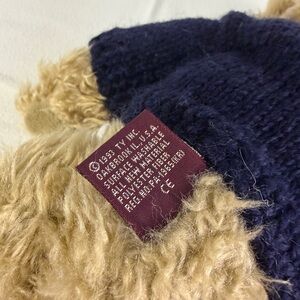 © 1993 TY INC.
OAKBROOK IL. U.S.A.
SURFACE WASHABLE
ALL NEW MATERIAL
POLYESTER FIBER
REG. NO. PA-1965(KR)
CE